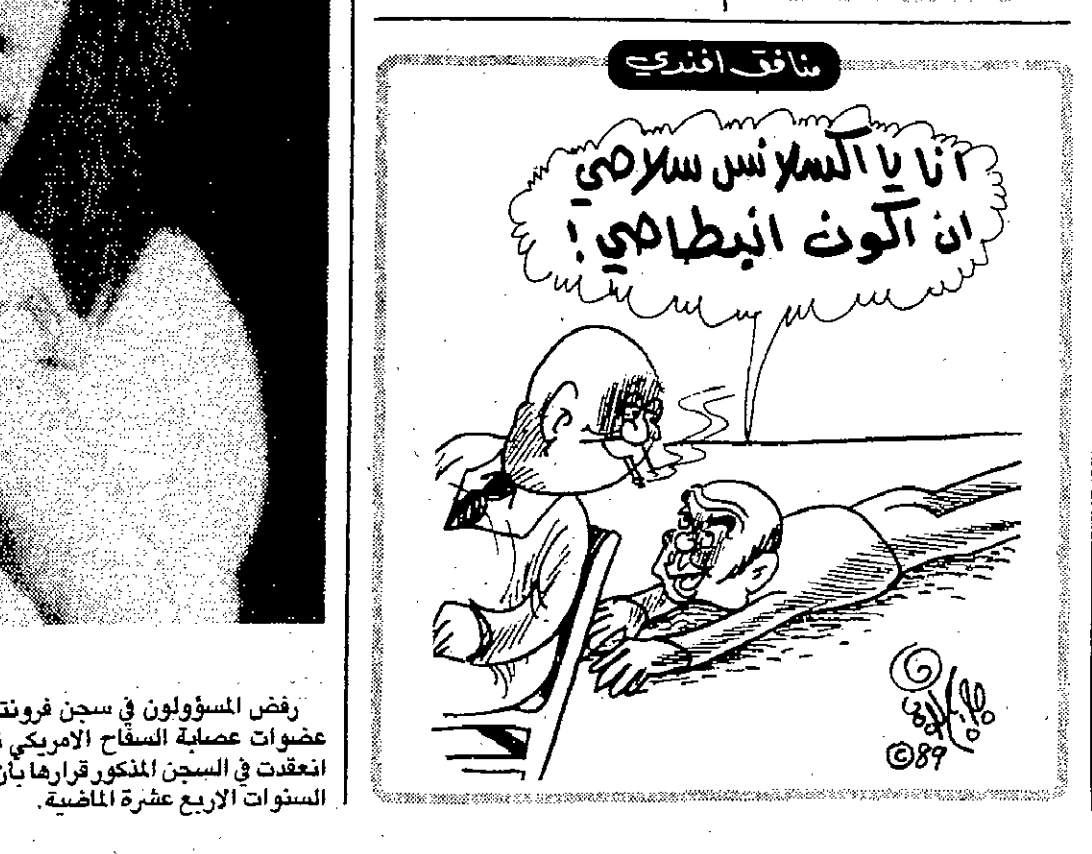 منافق افندي
انا يا اكسلانس سلاحي
ان اكون انبطاحي !
©89
رفض المسؤولون في سجن
عضوات عصابة السفاح الامريكي
انعقدت في السجن المذكور قرارها بأن
السنوات الاربع عشرة الماضية.